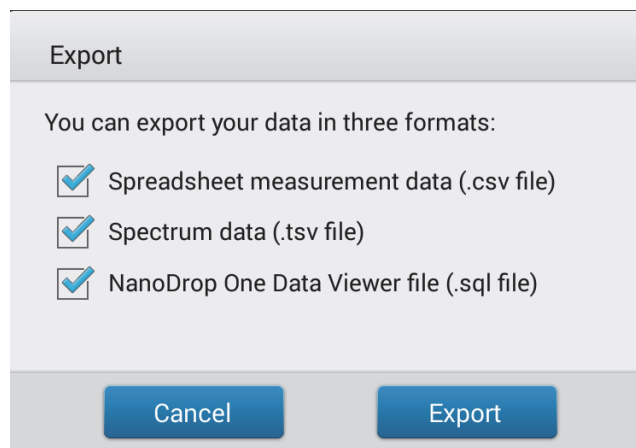 Export
You can export your data in three formats:
Spreadsheet measurement data (.csv file)
Spectrum data (.tsv file)
NanoDrop One Data Viewer file (.sql file)
Cancel
Export